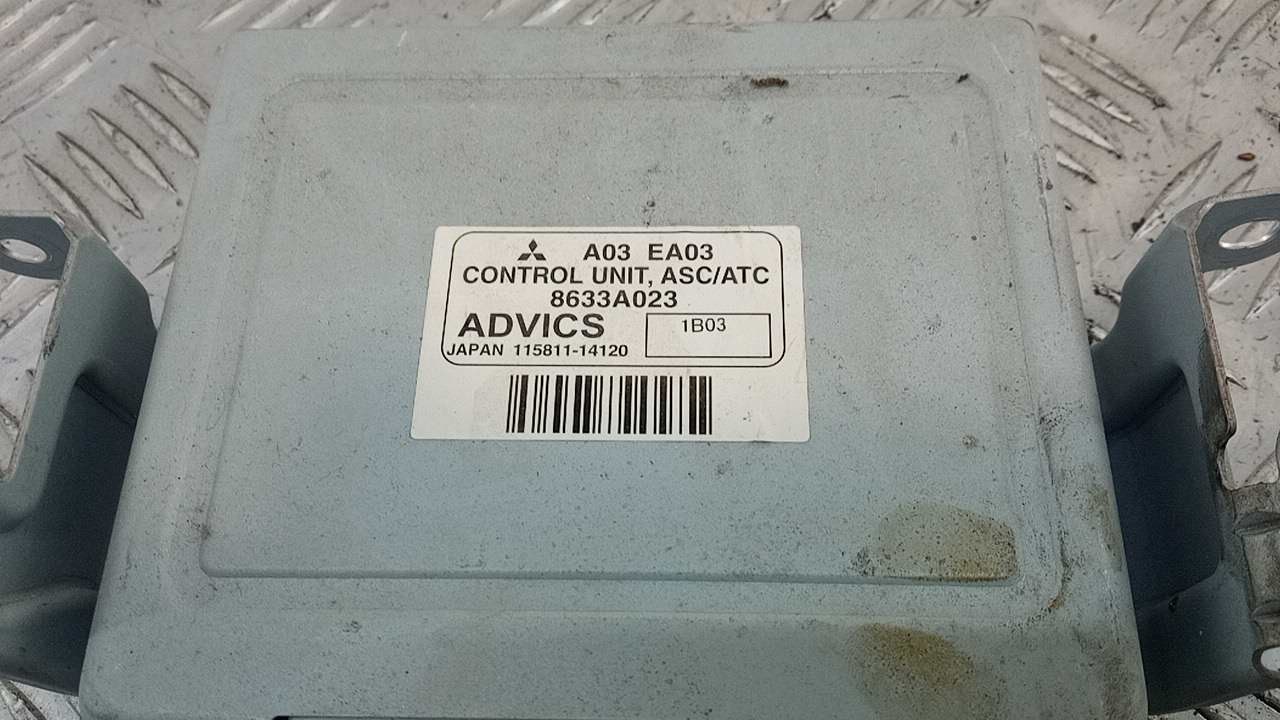 A03 EA03
CONTROL UNIT, ASC/ATC
8633A023
ADVICS 1B03
JAPAN 115811-14120